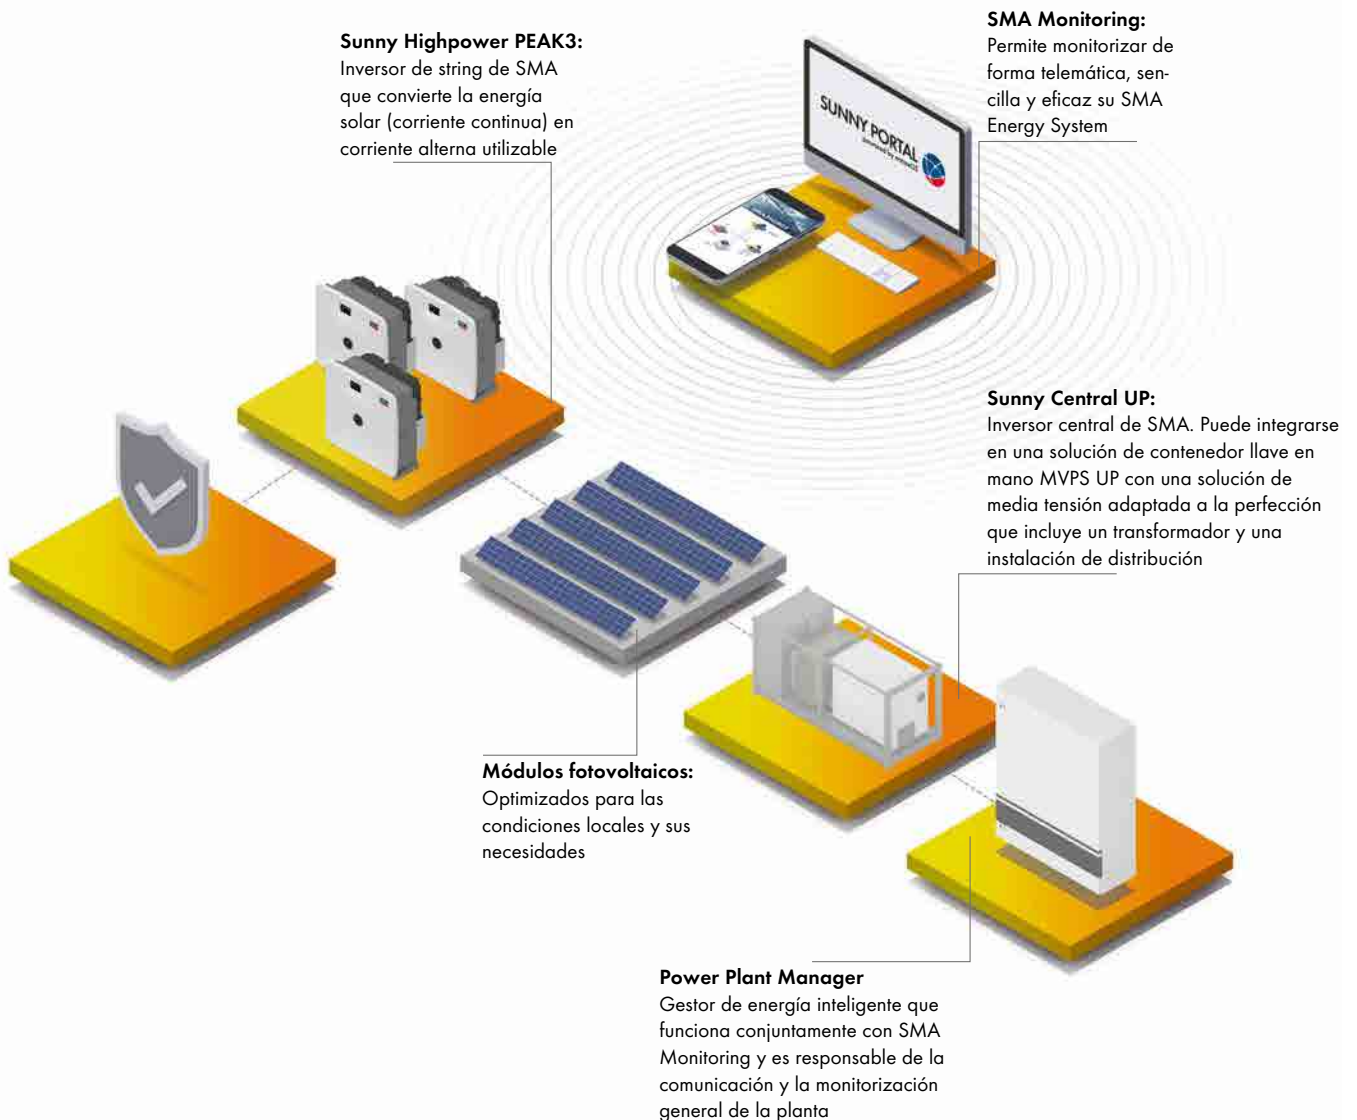 Sunny Highpower PEAK3:
Inversor de string de SMA
que convierte la energía
solar (corriente continua) en
corriente alterna utilizable
SMA Monitoring:
Permite monitorizar de
forma telemática, sen-
cilla y eficaz su SMA
Energy System
SUNNY PORTAL
powered by ennexOS
Sunny Central UP:
Inversor central de SMA. Puede integrarse
en una solución de contenedor llave en
mano MVPS UP con una solución de
media tensión adaptada a la perfección
que incluye un transformador y una
instalación de distribución
Módulos fotovoltaicos:
Optimizados para las
condiciones locales y sus
necesidades
Power Plant Manager
Gestor de energía inteligente que
funciona conjuntamente con SMA
Monitoring y es responsable de la
comunicación y la monitorización
general de la planta